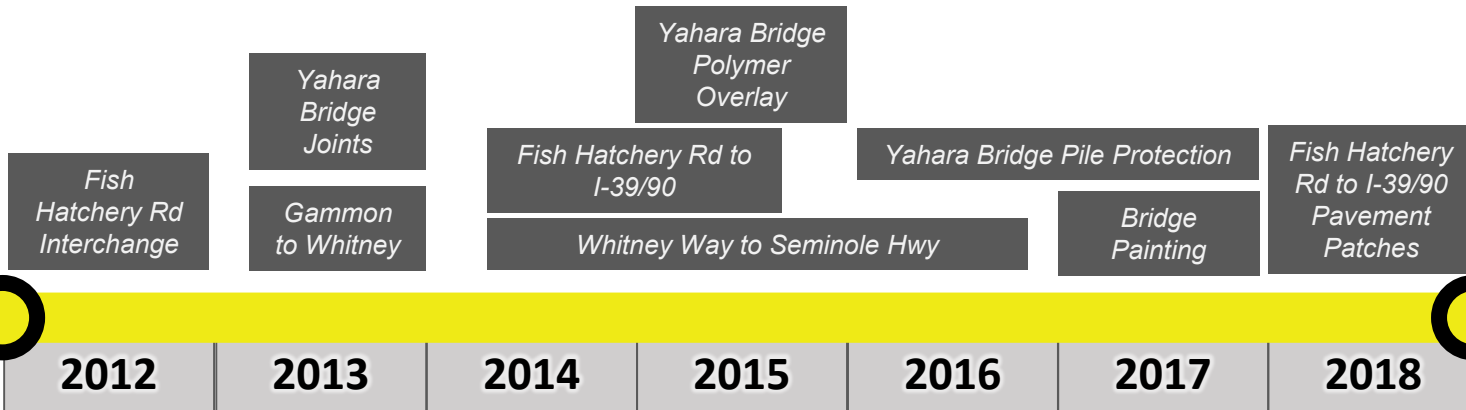 Fish
Hatchery Rd
Interchange
Yahara
Bridge
Joints
Gammon
to Whitney
Yahara Bridge
Polymer
Overlay
Fish Hatchery Rd to
I-39/90
Whitney Way to Seminole Hwy
Yahara Bridge Pile Protection
Bridge
Painting
Fish Hatchery
Rd to I-39/90
Pavement
Patches
2012
2013
2014
2015
2016
2017
2018